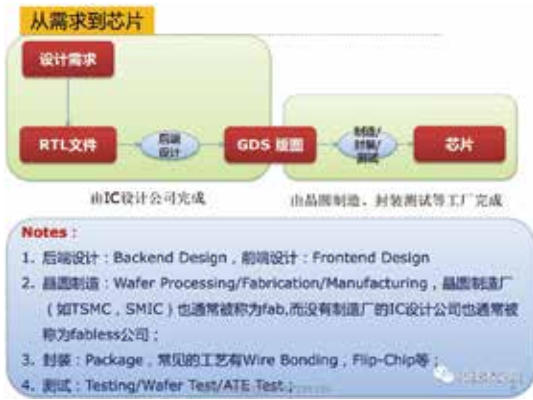 从需求到芯片
设计需求
RTL文件
后端
设计
GDS 版图
制造/
封装/
测试
芯片
由IC设计公司完成
由晶圆制造、封装测试等工厂完成
Notes：
1. 后端设计：Backend Design，前端设计：Frontend Design
2. 晶圆制造：Wafer Processing/Fabrication/Manufacturing，晶圆制造厂
（如TSMC，SMIC）也通常被称为fab,而没有制造厂的IC设计公司也通常被
称为fabless公司；
3. 封装：Package，常见的工艺有Wire Bonding，Flip-Chip等；
4. 测试：Testing/Wafer Test/ATE Test；